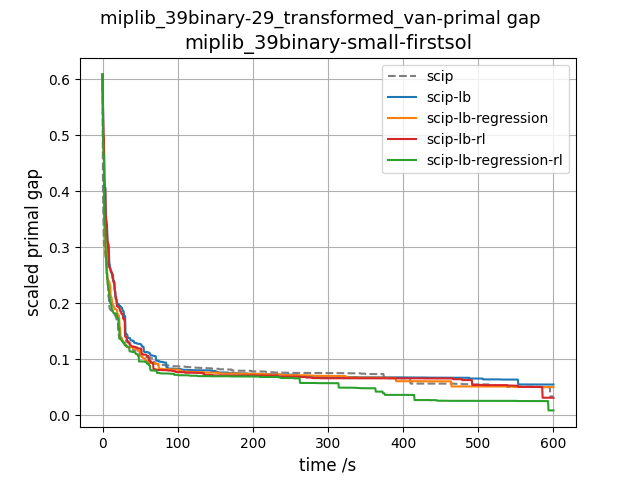 miplib_39binary-29_transformed_van-primal gap
miplib_39binary-small-firstsol
scip
scip-lb
scip-lb-regression
scip-lb-rl
scip-lb-regression-rl
scaled primal gap
0.6
0.5
0.4
0.3
0.2
0.1
0.0
0 100 200 300 400 500 600
time /s